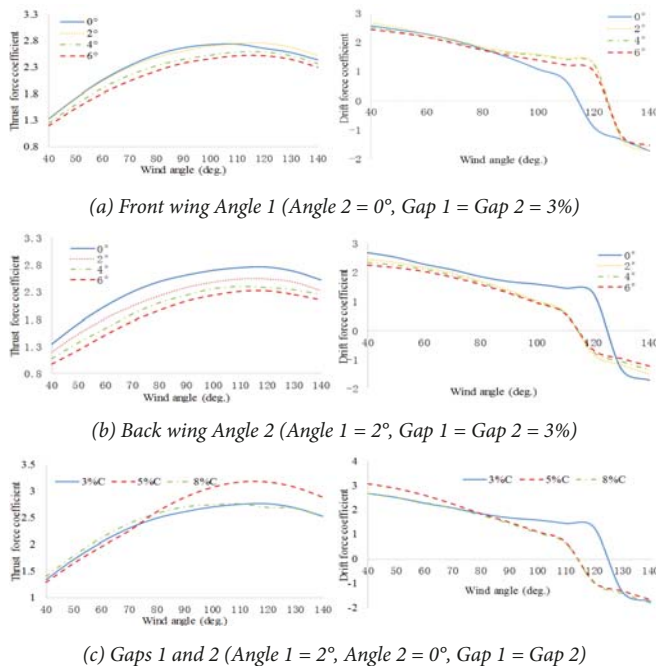 Thrust force coefficient
3.3
2.8
2.3
1.8
1.3
0.8
0°
2°
4°
6°
40 50 60 70 80 90 100 110 120 130 140
Wind angle (deg.)
Drift force coefficient
3
2
1
0
-1
-2
0°
2°
4°
6°
Wind angle (deg.)
40 60 80 100 120 140
(a) Front wing Angle 1 (Angle 2 = 0°, Gap 1 = Gap 2 = 3%)
Thrust force coefficient
3.3
2.8
2.3
1.8
1.3
0.8
0°
2°
4°
6°
40 50 60 70 80 90 100 110 120 130 140
Wind angle (deg.)
Drift force coefficient
3
2
1
0
-1
-2
0°
2°
4°
6°
40 60 80 100 120 140
Wind angle (deg.)
(b) Back wing Angle 2 (Angle 1 = 2°, Gap 1 = Gap 2 = 3%)
Thrust force coefficient
3.5
3
2.5
2
1.5
1
3%C 5%C 8%C
40 50 60 70 80 90 100 110 120 130 140
Wind angle (deg.)
Drift force coefficient
4
3
2
1
0
-1
-2
3%C 5%C 8%C
40 50 60 70 80 90 100 110 120 130 140
Wind angle (deg.)
(c) Gaps 1 and 2 (Angle 1 = 2°, Angle 2 = 0°, Gap 1 = Gap 2)